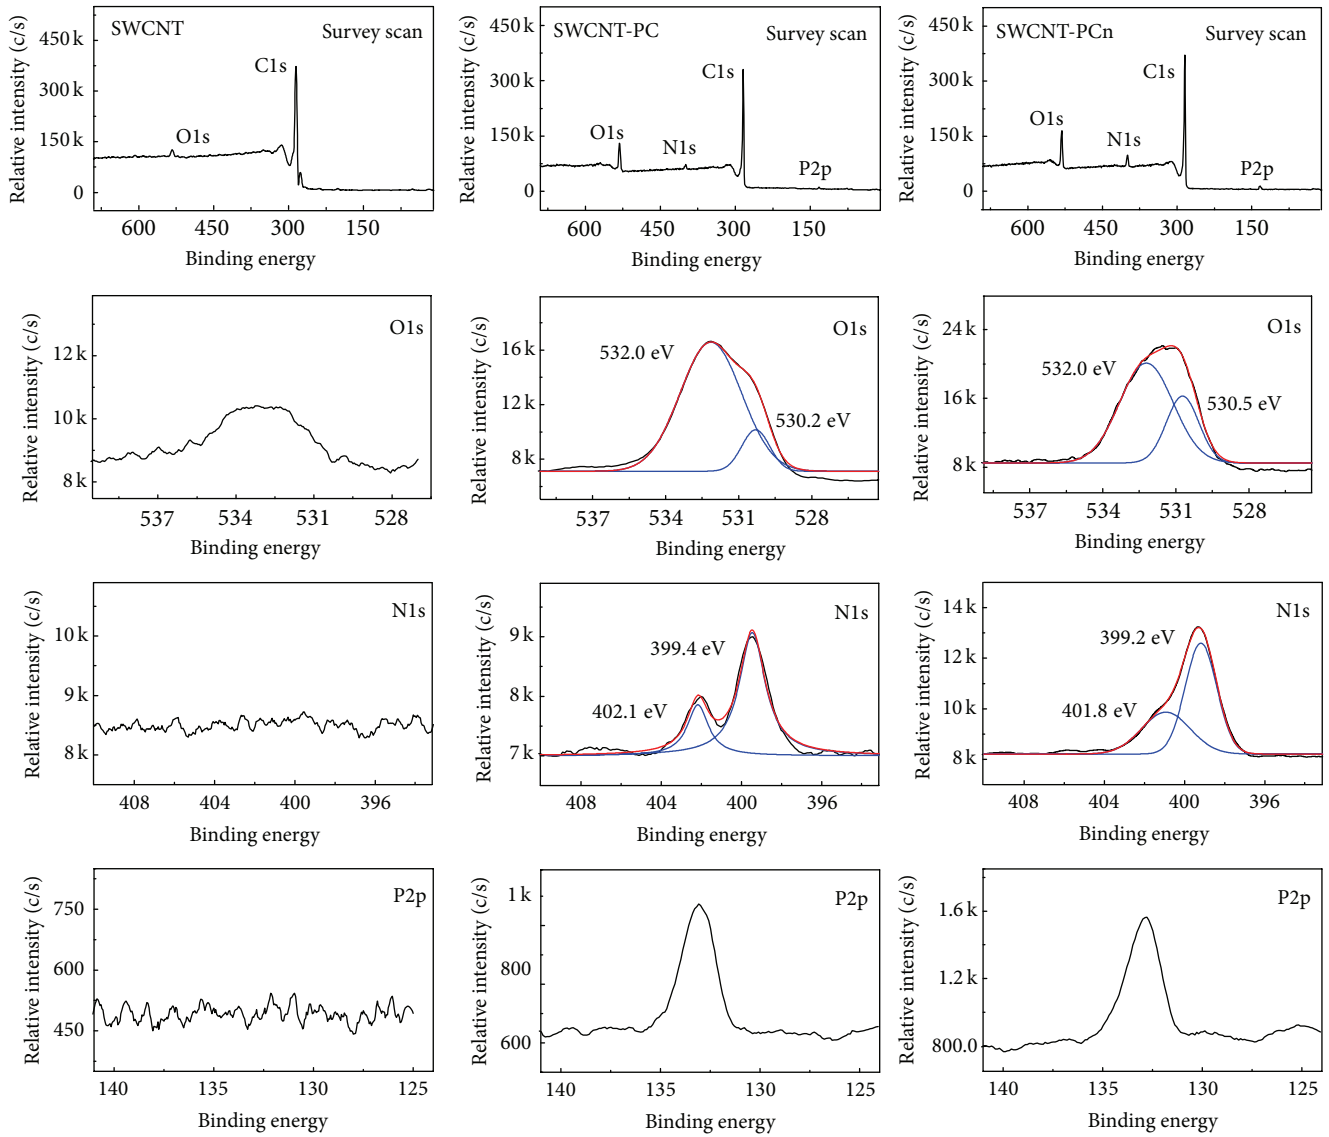 SWCNT
Survey scan
C1s
O1s
450 k
300 k
150 k
0
600
450
300
150
Relative intensity (c/s)
Binding energy
SWCNT-PC
Survey scan
C1s
O1s
N1s
P2p
450 k
300 k
150 k
0
600
450
300
150
Relative intensity (c/s)
Binding energy
SWCNT-PCn
Survey scan
C1s
O1s
N1s
P2p
450 k
300 k
150 k
0
600
450
300
150
Relative intensity (c/s)
Binding energy
O1s
12 k
10 k
8 k
537
534
531
528
Relative intensity (c/s)
Binding energy
O1s
532.0 eV
530.2 eV
16 k
12 k
8 k
537
534
531
528
Relative intensity (c/s)
Binding energy
O1s
532.0 eV
530.5 eV
24 k
16 k
8 k
537
534
531
528
Relative intensity (c/s)
Binding energy
N1s
10 k
9 k
8 k
408
404
400
396
Relative intensity (c/s)
Binding energy
N1s
399.4 eV
402.1 eV
9 k
8 k
7 k
408
404
400
396
Relative intensity (c/s)
Binding energy
N1s
399.2 eV
401.8 eV
14 k
12 k
10 k
8 k
408
404
400
396
Relative intensity (c/s)
Binding energy
P2p
750
600
450
140
135
130
125
Relative intensity (c/s)
Binding energy
P2p
1 k
800
600
140
135
130
125
Relative intensity (c/s)
Binding energy
P2p
1.6 k
1.2 k
800.0
140
135
130
125
Relative intensity (c/s)
Binding energy